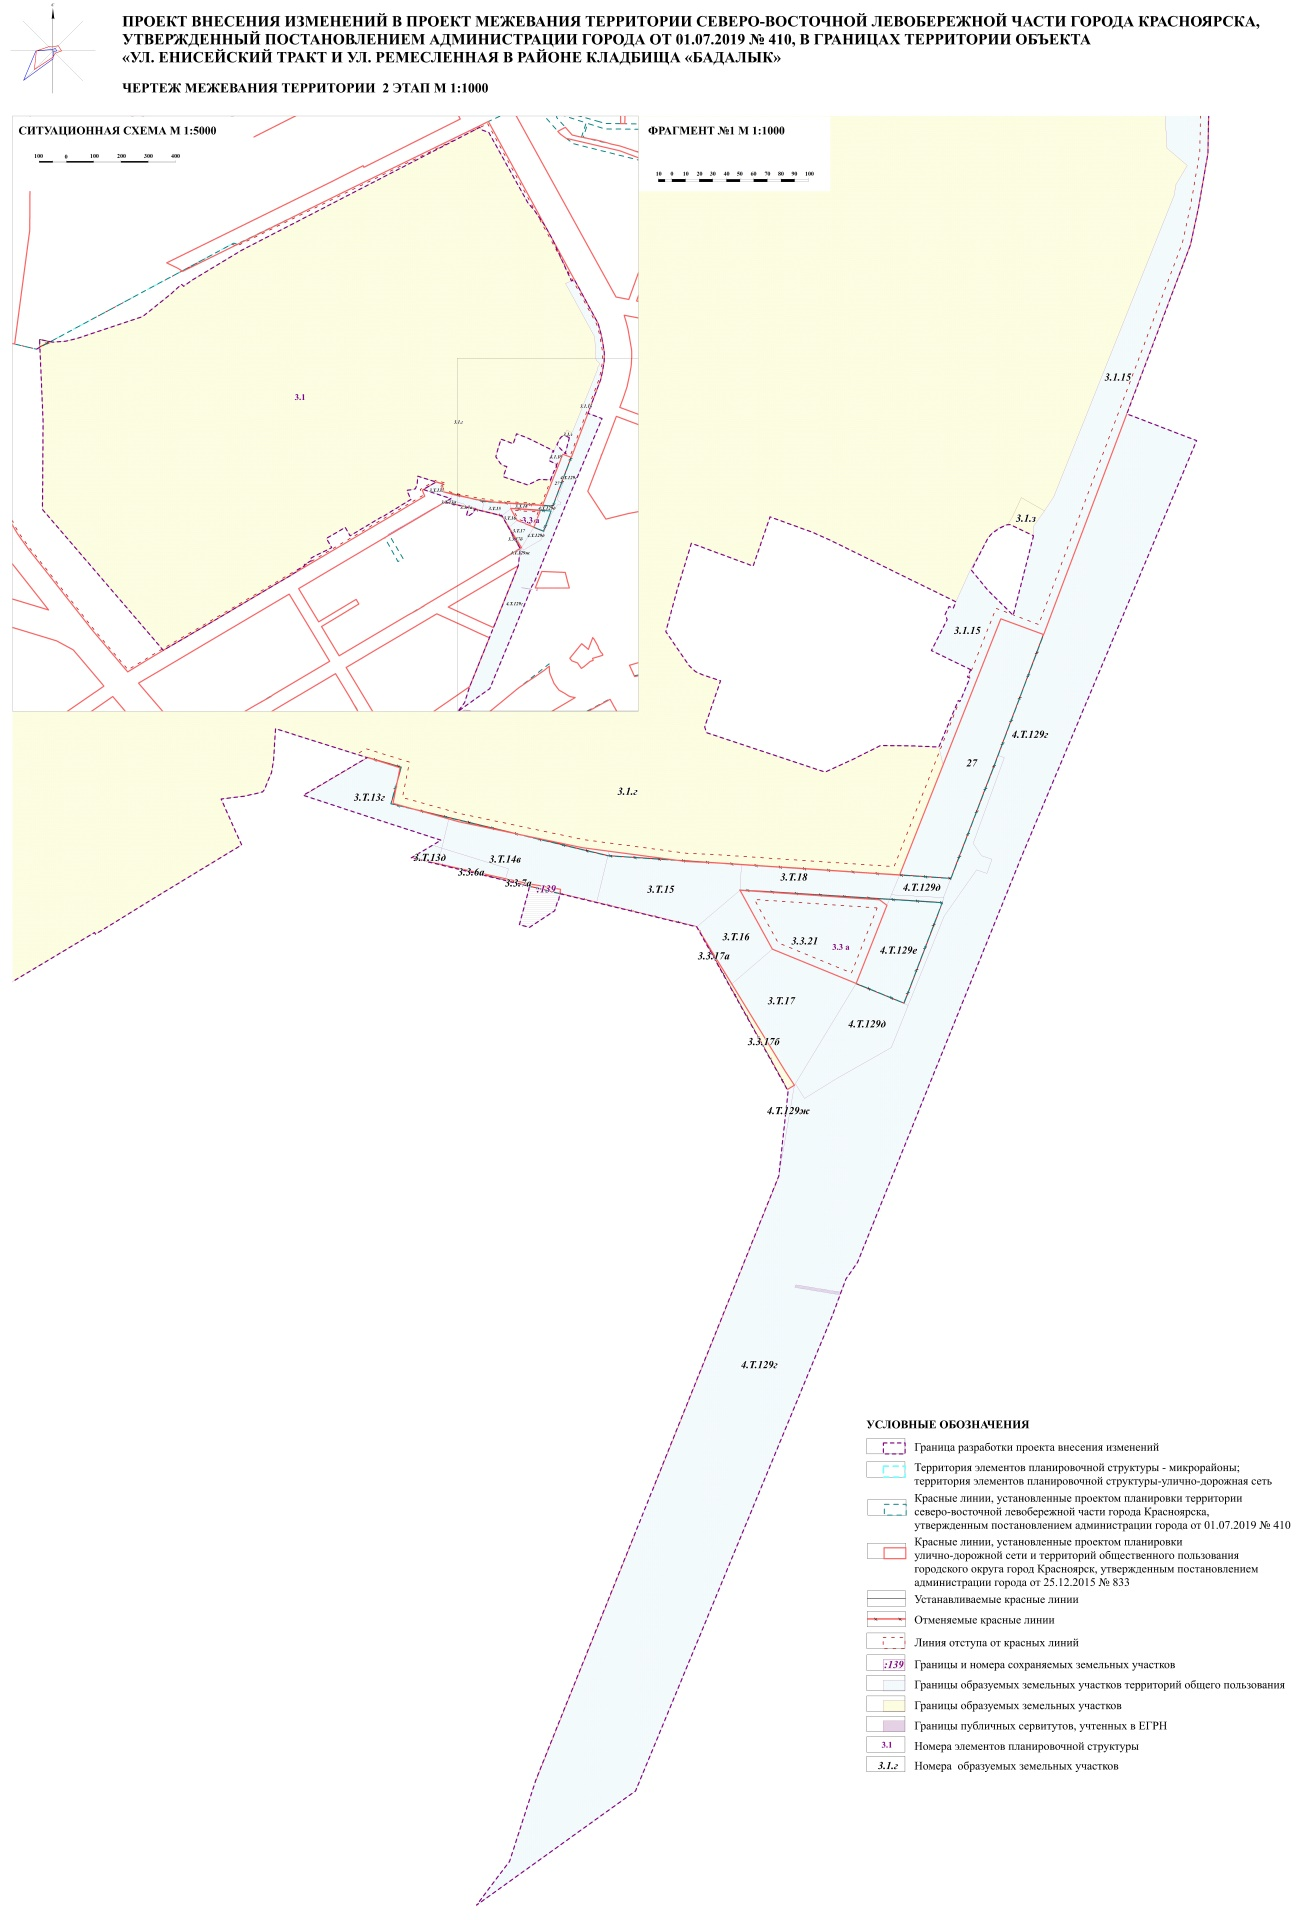 ПРОЕКТ ВНЕСЕНИЯ ИЗМЕНЕНИЙ В ПРОЕКТ МЕЖЕВАНИЯ ТЕРРИТОРИИ СЕВЕРО-ВОСТОЧНОЙ ЛЕВОБЕРЕЖНОЙ ЧАСТИ ГОРОДА КРАСНОЯРСКА,
УТВЕРЖДЕННЫЙ ПОСТАНОВЛЕНИЕМ АДМИНИСТРАЦИИ ГОРОДА ОТ 01.07.2019 № 410, В ГРАНИЦАХ ТЕРРИТОРИИ ОБЪЕКТА
«УЛ. ЕНИСЕЙСКИЙ ТРАКТ И УЛ. РЕМЕСЛЕННАЯ В РАЙОНЕ КЛАДБИЩА «БАДАЛЫК»
ЧЕРТЕЖ МЕЖЕВАНИЯ ТЕРРИТОРИИ 2 ЭТАП М 1:1000
СИТУАЦИОННАЯ СХЕМА М 1:5000
100 0 100 200 300 400
3.1
3.1.г
27
3.3 а
4.Т.129г
ФРАГМЕНТ №1 М 1:1000
10 0 10 20 30 40 50 60 70 80 90 100
3.1.15
3.1.з
3.1.15
4.Т.129г
27
3.1.г
3.Т.13г
3.Т.13д
3.Т.14в
3.3.6а
3.3.7а
:139
3.Т.15
3.Т.18
4.Т.129д
3.Т.16
3.3.21
3.3 а
4.Т.129е
3.3.17а
3.Т.17
4.Т.129д
3.3.17б
4.Т.129ж
4.Т.129г
УСЛОВНЫЕ ОБОЗНАЧЕНИЯ
Граница разработки проекта внесения изменений
Территория элементов планировочной структуры - микрорайоны;
территория элементов планировочной структуры-улично-дорожная сеть
Красные линии, установленные проектом планировки территории
северо-восточной левобережной части города Красноярска,
утвержденным постановлением администрации города от 01.07.2019 № 410
Красные линии, установленные проектом планировки
улично-дорожной сети и территорий общественного пользования
городского округа город Красноярск, утвержденным постановлением
администрации города от 25.12.2015 № 833
Устанавливаемые красные линии
Отменяемые красные линии
Линия отступа от красных линий
:139 Границы и номера сохраняемых земельных участков
Границы образуемых земельных участков территорий общего пользования
Границы образуемых земельных участков
Границы публичных сервитутов, учтенных в ЕГРН
3.1 Номера элементов планировочной структуры
3.1.г Номера образуемых земельных участков